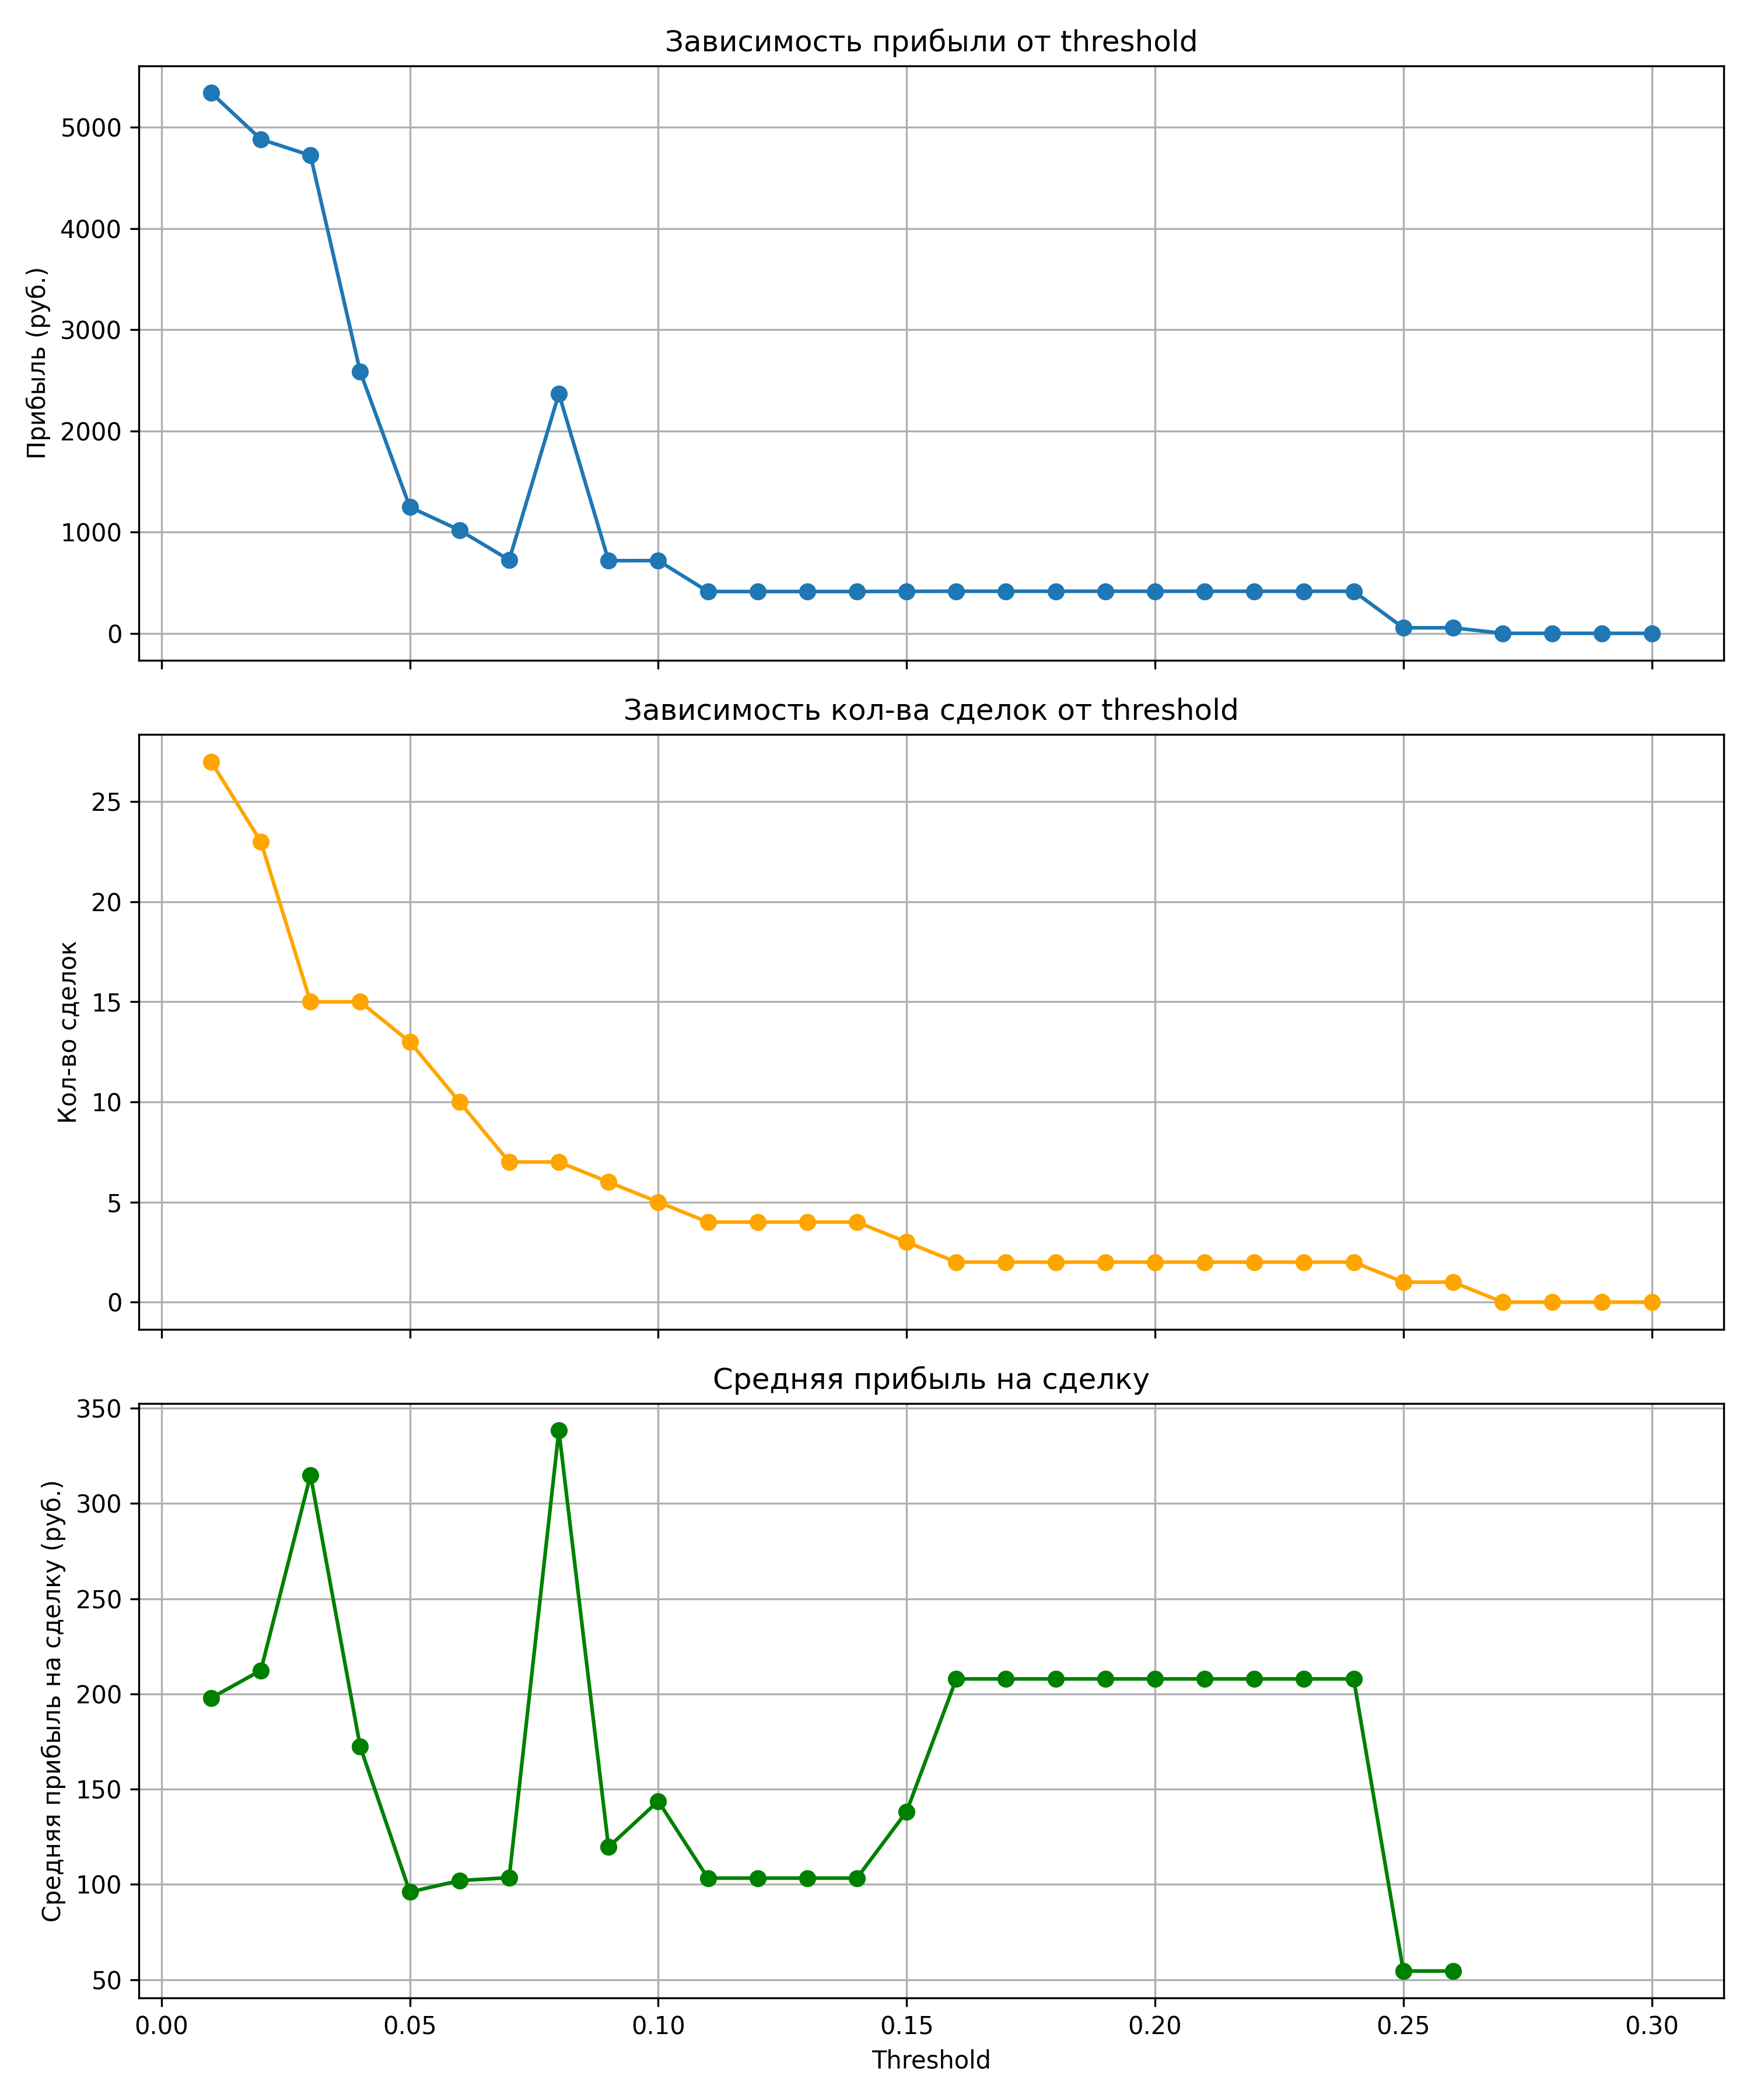 Зависимость прибыли от threshold
5000
4000
3000
2000
1000
0
Прибыль (руб.)
Зависимость кол-ва сделок от threshold
25
20
15
10
5
0
Кол-во сделок
Средняя прибыль на сделку
350
300
250
200
150
100
50
Средняя прибыль на сделку (руб.)
0.00 0.05 0.10 0.15 0.20 0.25 0.30
Threshold